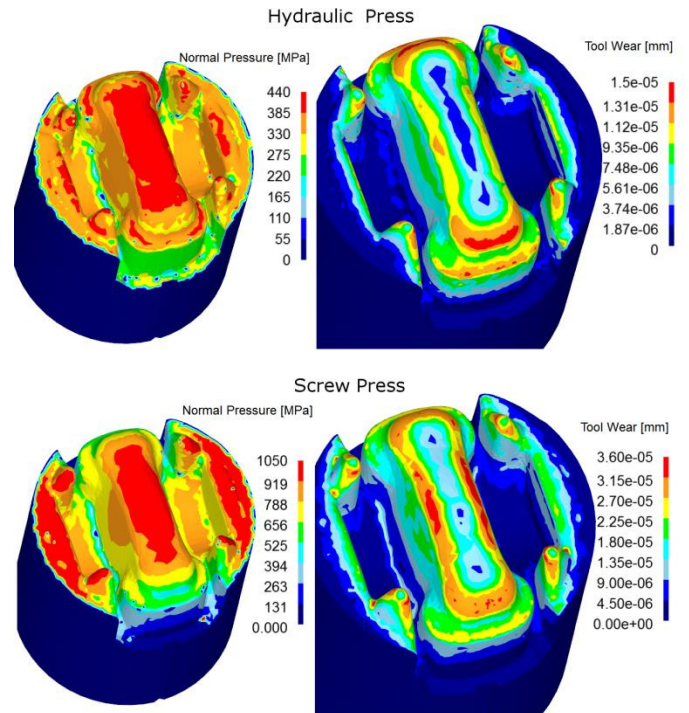 Hydraulic Press
Normal Pressure [MPa]
440
385
330
275
220
165
110
55
0
Tool Wear [mm]
1.5e-05
1.31e-05
1.12e-05
9.35e-06
7.48e-06
5.61e-06
3.74e-06
1.87e-06
0
Screw Press
Normal Pressure [MPa]
1050
919
788
656
525
394
263
131
0.000
Tool Wear [mm]
3.60e-05
3.15e-05
2.70e-05
2.25e-05
1.80e-05
1.35e-05
9.00e-06
4.50e-06
0.00e+00